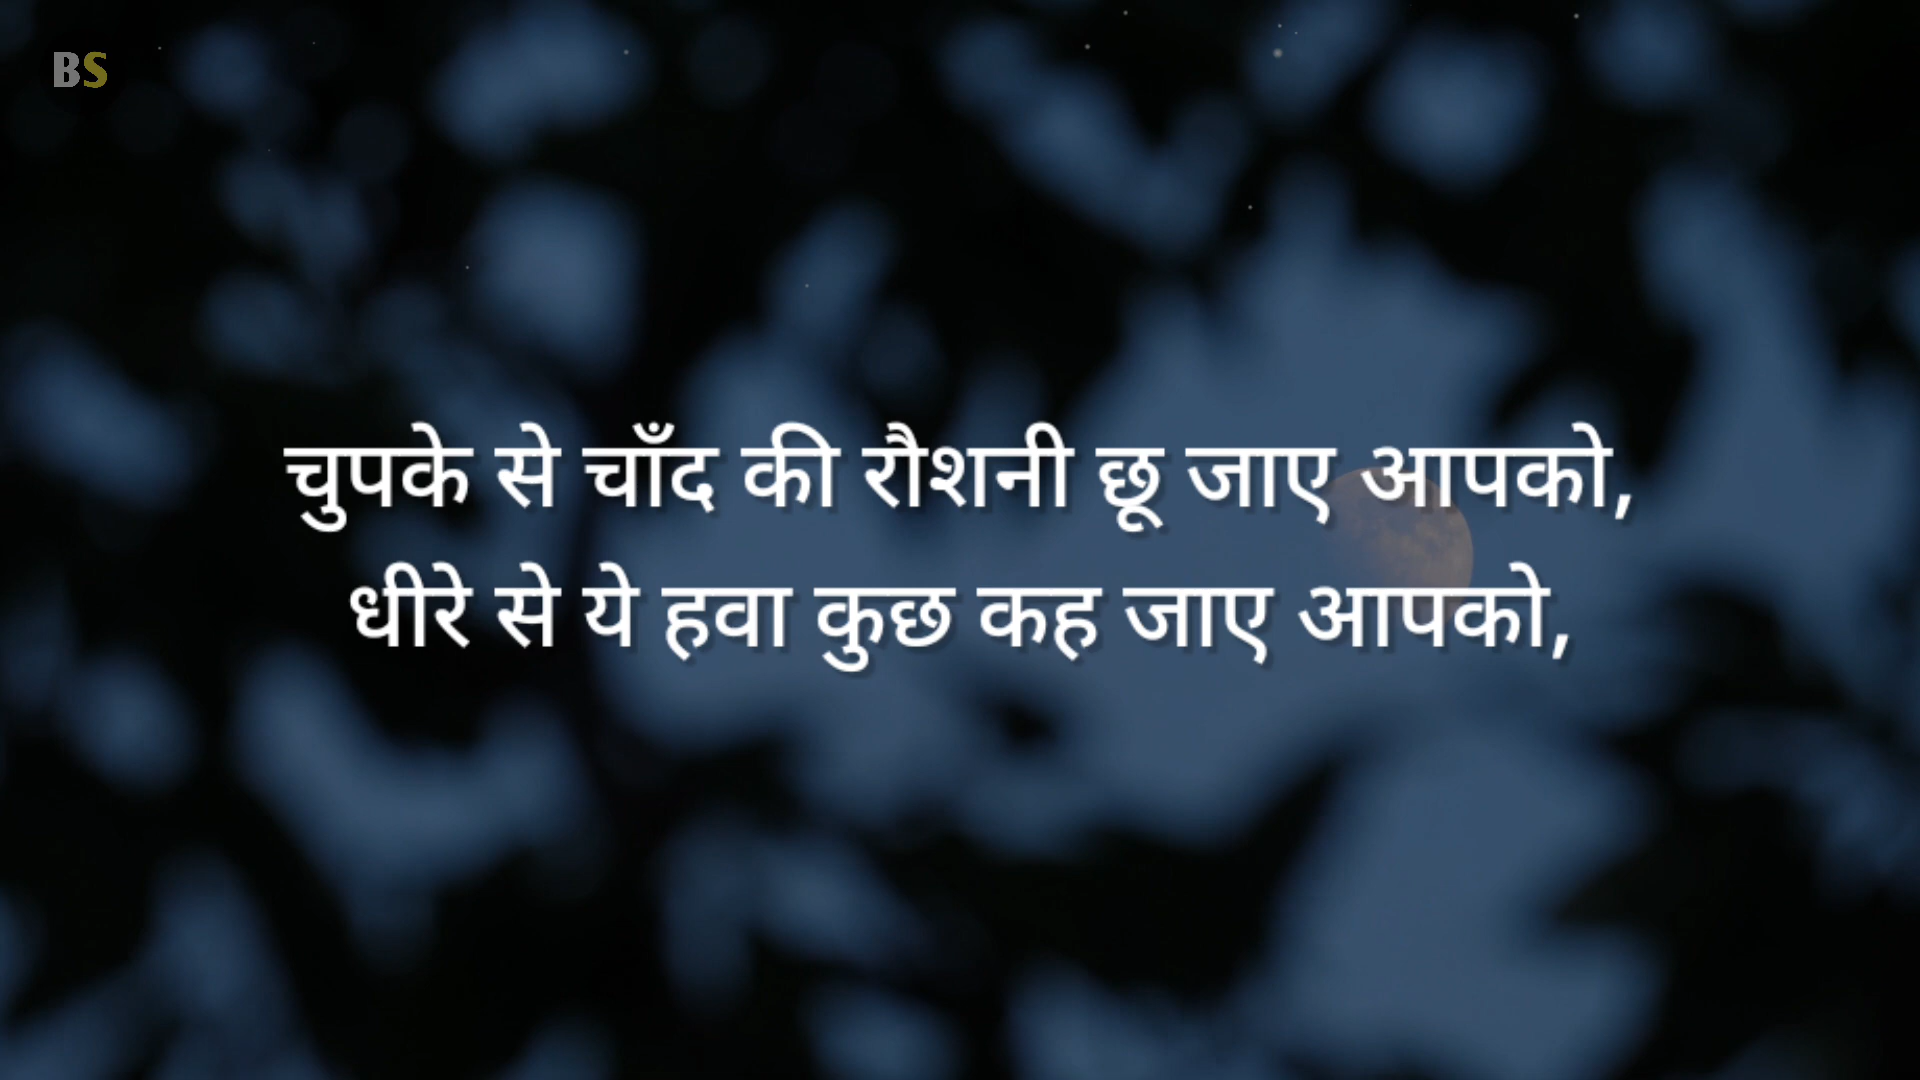 BS
चुपके से चाँद की रौशनी छू जाए आपको,
धीरे से ये हवा कुछ कह जाए आपको,